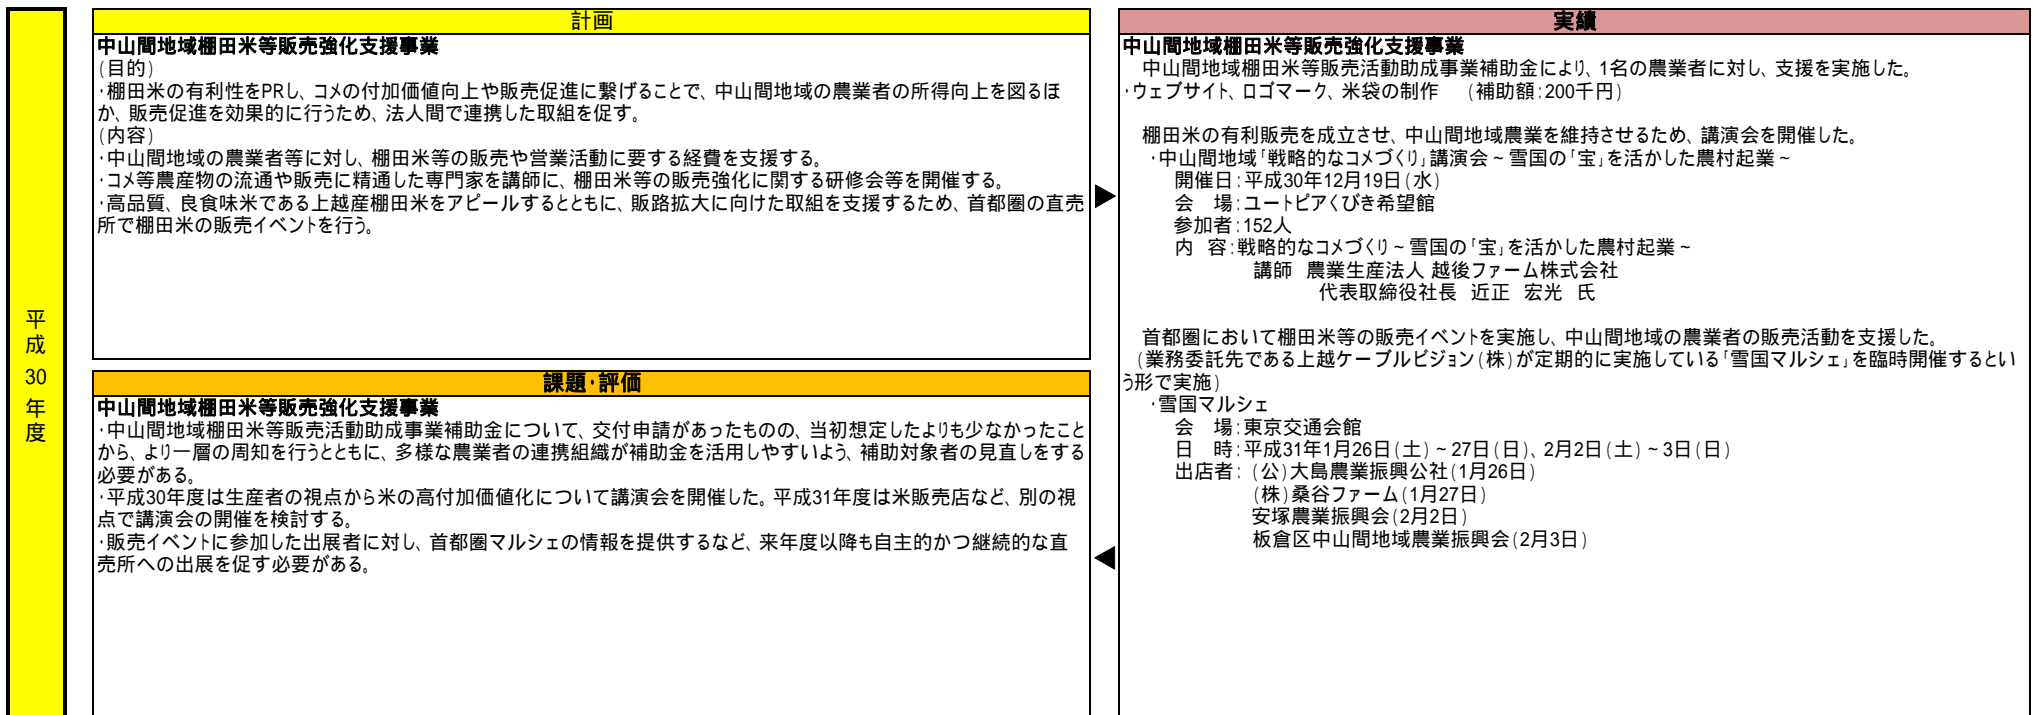 平成30年度
計画
中山間地域棚田米等販売強化支援事業
(目的)
・棚田米の有利性をPRし、コメの付加価値向上や販売促進に繋げることで、中山間地域の農業者の所得向上を図るほ
か、販売促進を効果的に行うため、法人間で連携した取組を促す。
(内容)
・中山間地域の農業者等に対し、棚田米等の販売や営業活動に要する経費を支援する。
・コメ等農産物の流通や販売に精通した専門家を講師に、棚田米等の販売強化に関する研修会等を開催する。
・高品質、良食味米である上越産棚田米をアピールするとともに、販路拡大に向けた取組を支援するため、首都圏の直売
所で棚田米の販売イベントを行う。
課題・評価
中山間地域棚田米等販売強化支援事業
・中山間地域棚田米等販売活動助成事業補助金について、交付申請があったものの、当初想定したよりも少なかったこと
から、より一層の周知を行うとともに、多様な農業者の連携組織が補助金を活用しやすいよう、補助対象者の見直しをする
必要がある。
・平成30年度は生産者の視点から米の高付加価値化について講演会を開催した。平成31年度は米販売店など、別の視
点で講演会の開催を検討する。
・販売イベントに参加した出展者に対し、首都圏マルシェの情報を提供するなど、来年度以降も自主的かつ継続的な直
売所への出展を促す必要がある。
実績
中山間地域棚田米等販売強化支援事業
中山間地域棚田米等販売活動助成事業補助金により、1名の農業者に対し、支援を実施した。
・ウェブサイト、ロゴマーク、米袋の制作 (補助額:200千円)
棚田米の有利販売を成立させ、中山間地域農業を維持させるため、講演会を開催した。
・中山間地域「戦略的なコメづくり」講演会~雪国の「宝」を活かした農村起業~
開催日:平成30年12月19日(水)
会 場:ユートピアくびき希望館
参加者:152人
内 容:戦略的なコメづくり~雪国の「宝」を活かした農村起業~
講師 農業生産法人 越後ファーム株式会社
代表取締役社長 近正 宏光 氏
首都圏において棚田米等の販売イベントを実施し、中山間地域の農業者の販売活動を支援した。
(業務委託先である上越ケーブルビジョン(株)が定期的に実施している「雪国マルシェ」を臨時開催するとい
う形で実施)
・雪国マルシェ
会 場:東京交通会館
日 時:平成31年1月26日(土)~27日(日)、2月2日(土)~3日(日)
出店者:(公)大島農業振興公社(1月26日)
(株)桑谷ファーム(1月27日)
安塚農業振興会(2月2日)
板倉区中山間地域農業振興会(2月3日)